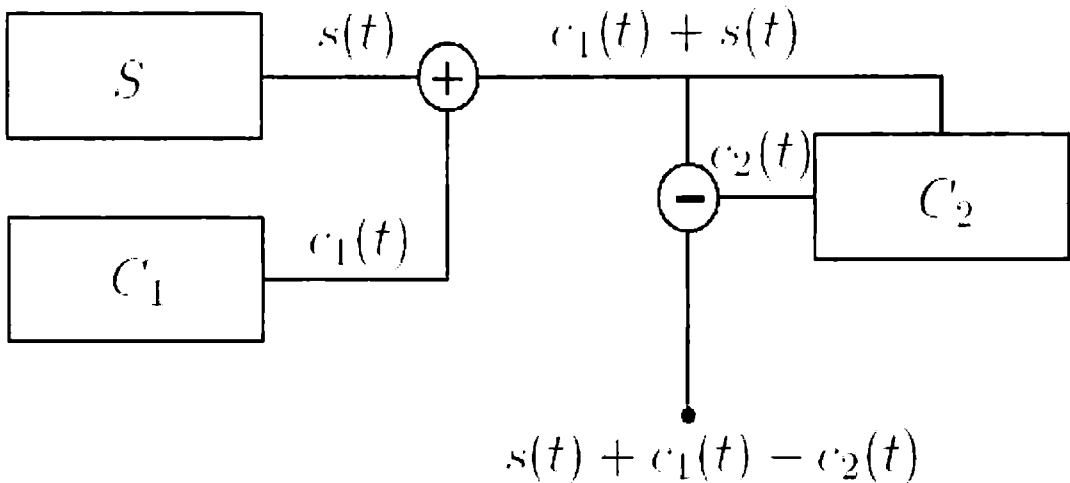 s(t)
c₁(t) + s(t)
S
+
c₂(t)
−
C₂
c₁(t)
C₁
s(t) + c₁(t) − c₂(t)